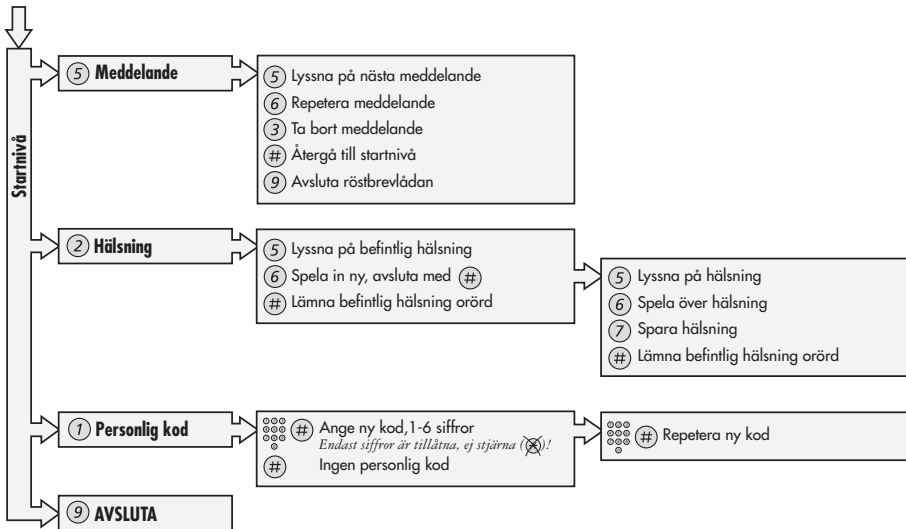 Startnivå
5 Meddelande
5 Lyssna på nästa meddelande
6 Repetera meddelande
3 Ta bort meddelande
# Återgå till startnivå
9 Avsluta röstbrevlådan
2 Hälsning
5 Lyssna på befintlig hälsning
6 Spela in ny, avsluta med #
# Lämna befintlig hälsning orörd
5 Lyssna på hälsning
6 Spela över hälsning
7 Spara hälsning
# Lämna befintlig hälsning orörd
1 Personlig kod
# Ange ny kod,1-6 siffror
Endast siffror är tillåtna, ej stjärna (*)!
# Ingen personlig kod
# Repetera ny kod
9 AVSLUTA